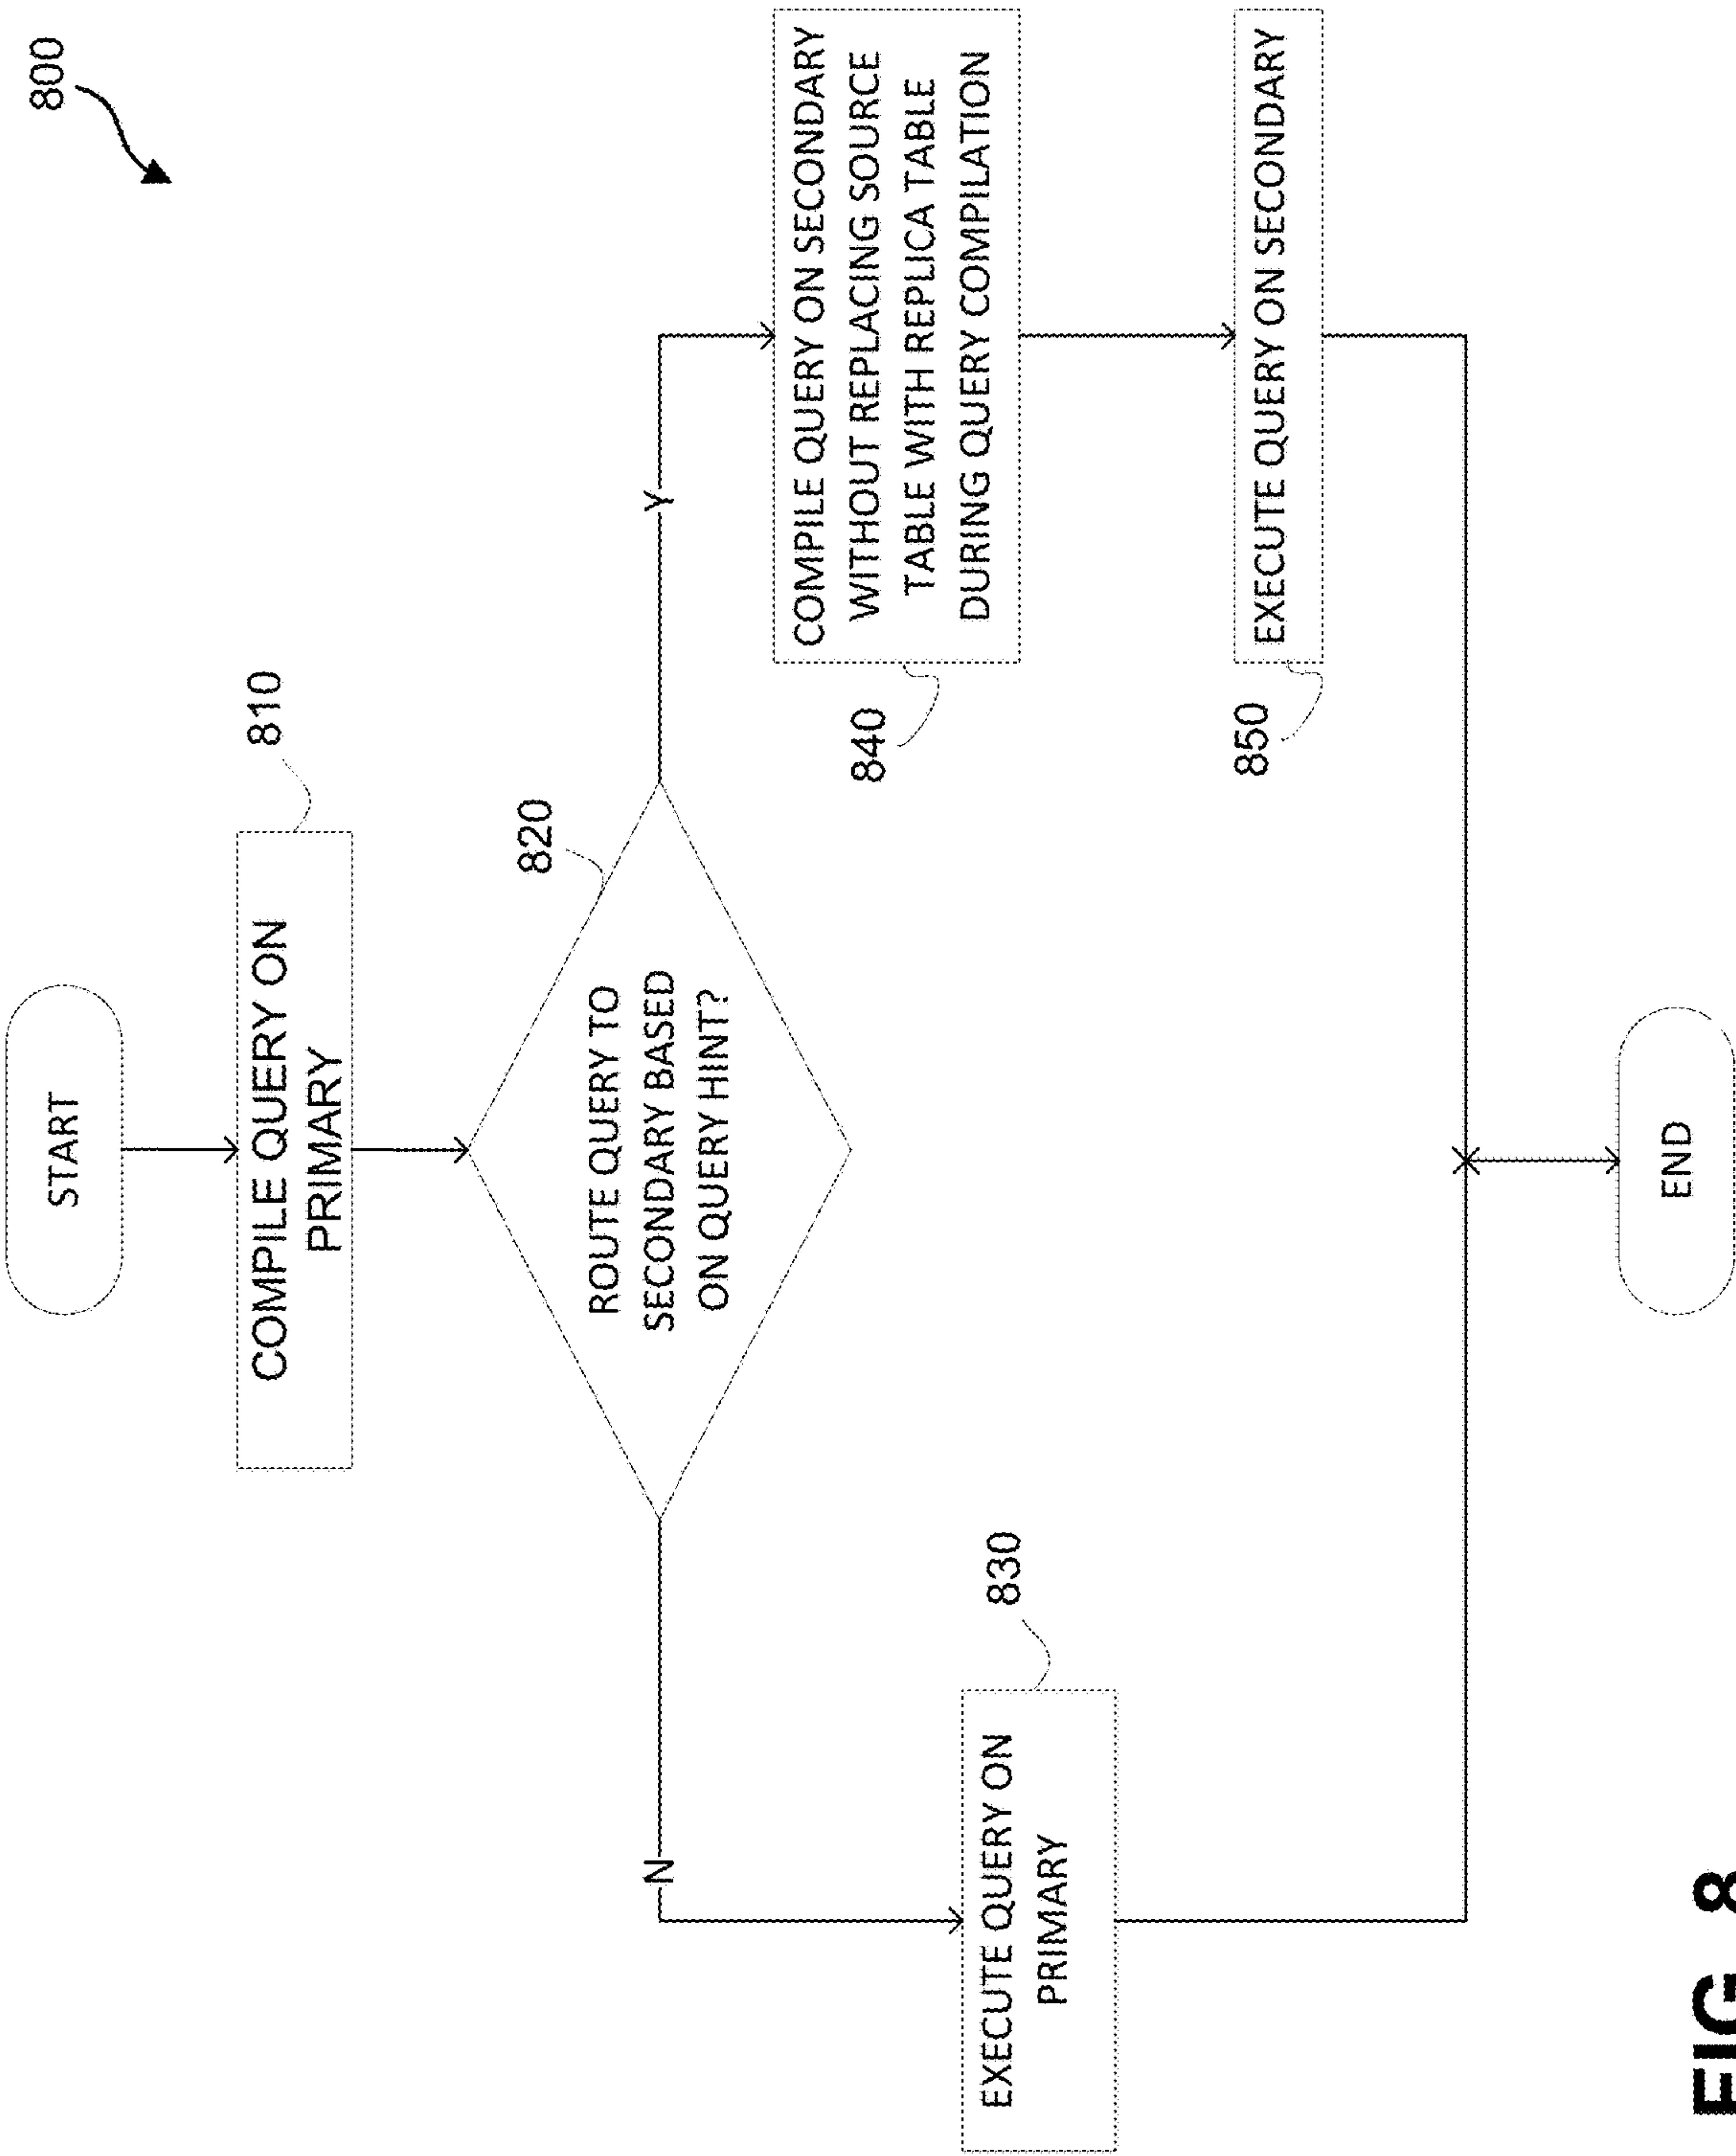 800
START
COMPILE QUERY ON
PRIMARY
810
820
ROUTE QUERY TO
SECONDARY BASED
ON QUERY HINT?
N
Y
EXECUTE QUERY ON
PRIMARY
830
COMPILE QUERY ON SECONDARY
WITHOUT REPLACING SOURCE
TABLE WITH REPLICA TABLE
DURING QUERY COMPILATION
840
EXECUTE QUERY ON SECONDARY
850
END
FIG. 8